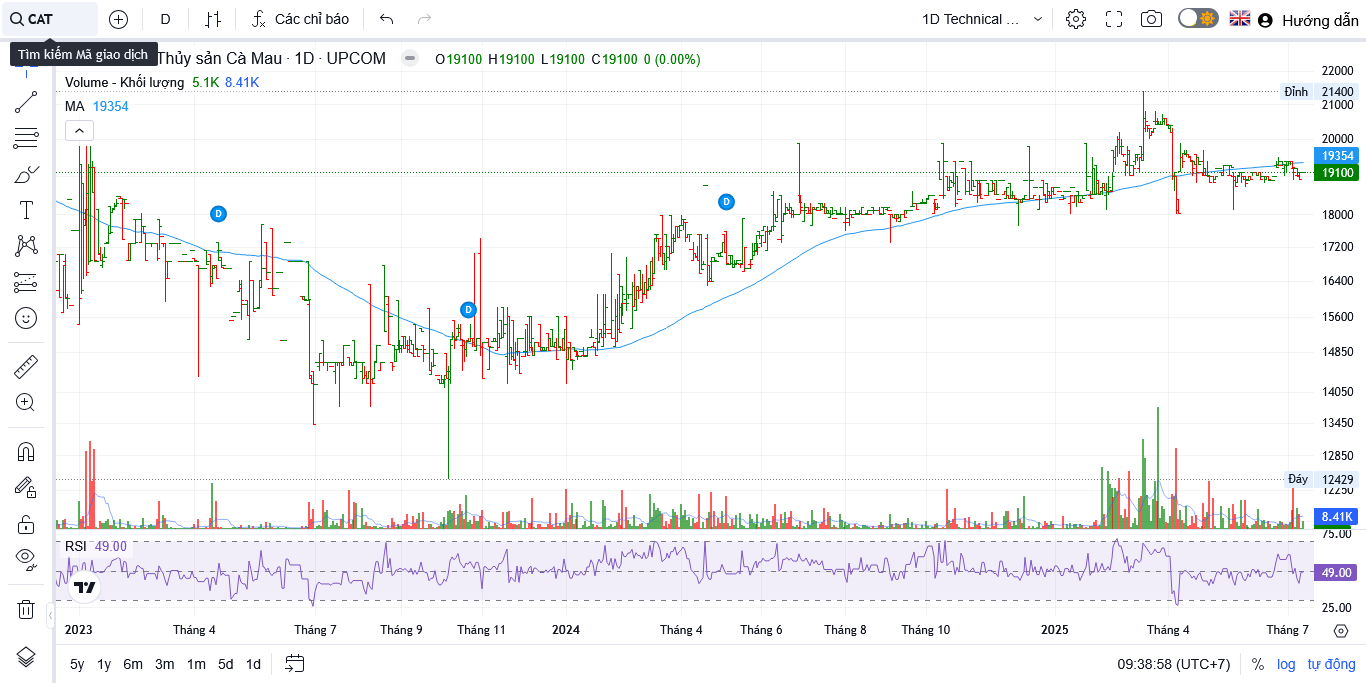 CAT
D
Các chỉ báo
1D Technical ...
Hướng dẫn
Tìm kiếm Mã giao dịch
Thủy sản Cà Mau · 1D · UPCOM
O19100 H19100 L19100 C19100 0 (0.00%)
Volume - Khối lượng 5.1K 8.41K
MA 19354
22000
Đỉnh 21400
21000
20000
19354
19100
18000
17200
16400
15600
14850
14050
13450
12850
Đáy 12429
12250
8.41K
D
D
D
T
75.00
RSI 49.00
49.00
25.00
2023
Tháng 4
Tháng 7
Tháng 9
Tháng 11
2024
Tháng 4
Tháng 6
Tháng 8
Tháng 10
2025
Tháng 4
Tháng 7
5y 1y 6m 3m 1m 5d 1d
09:38:58 (UTC+7)
% log tự động